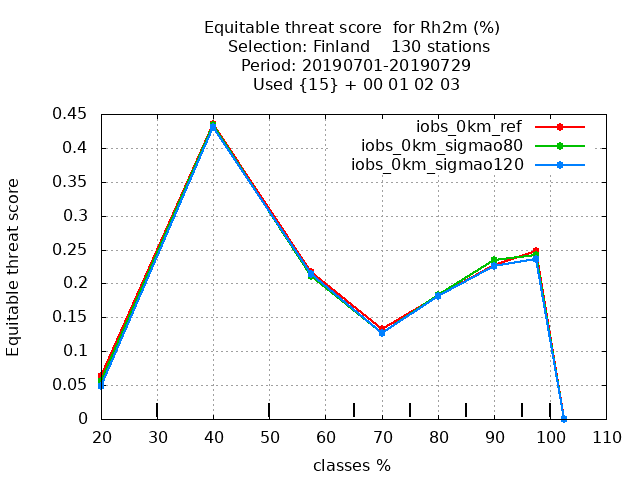 Equitable threat score  for Rh2m (%)
Selection: Finland    130 stations
Period: 20190701-20190729
Used {15} + 00 01 02 03
iobs_0km_ref
iobs_0km_sigmao80
iobs_0km_sigmao120
Equitable threat score
0.45
0.4
0.35
0.3
0.25
0.2
0.15
0.1
0.05
0
20 30 40 50 60 70 80 90 100 110
classes %